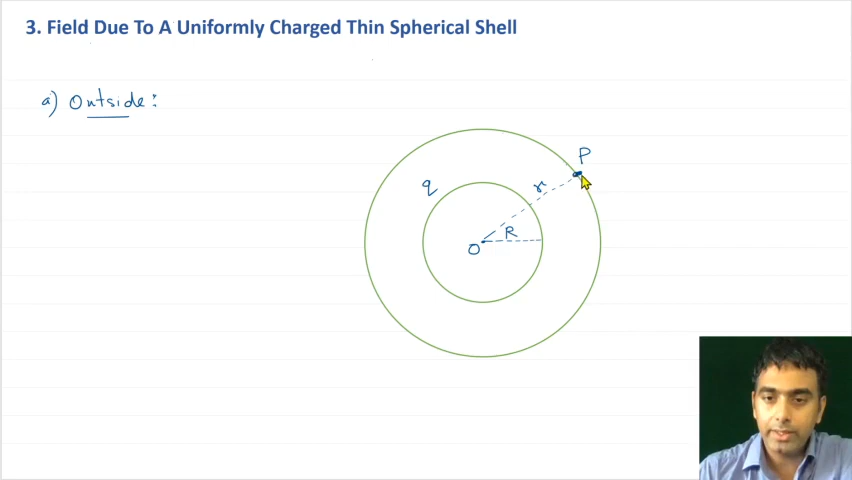 3. Field Due To A Uniformly Charged Thin Spherical Shell
a) Outside:
P
q
r
R
O